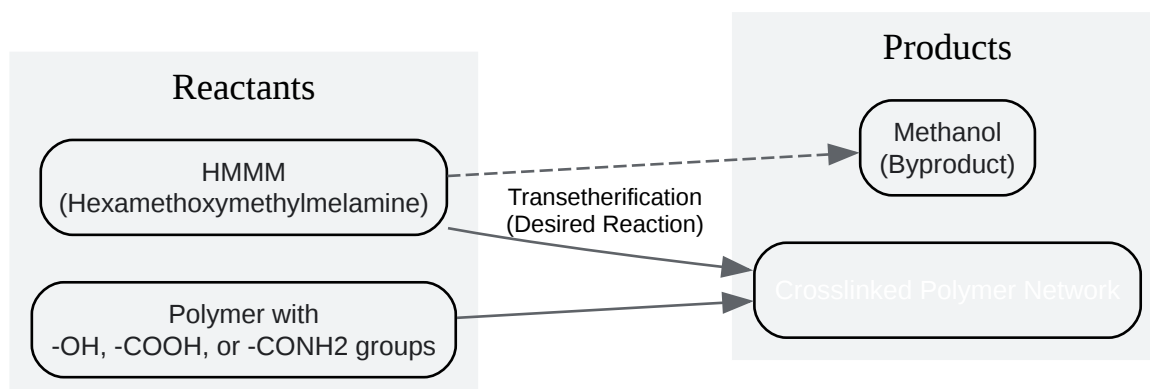 Reactants
HMMM
(Hexamethoxymethylmelamine)
Polymer with
-OH, -COOH, or -CONH2 groups
Transetherification
(Desired Reaction)
Products
Methanol
(Byproduct)
Crosslinked Polymer Network